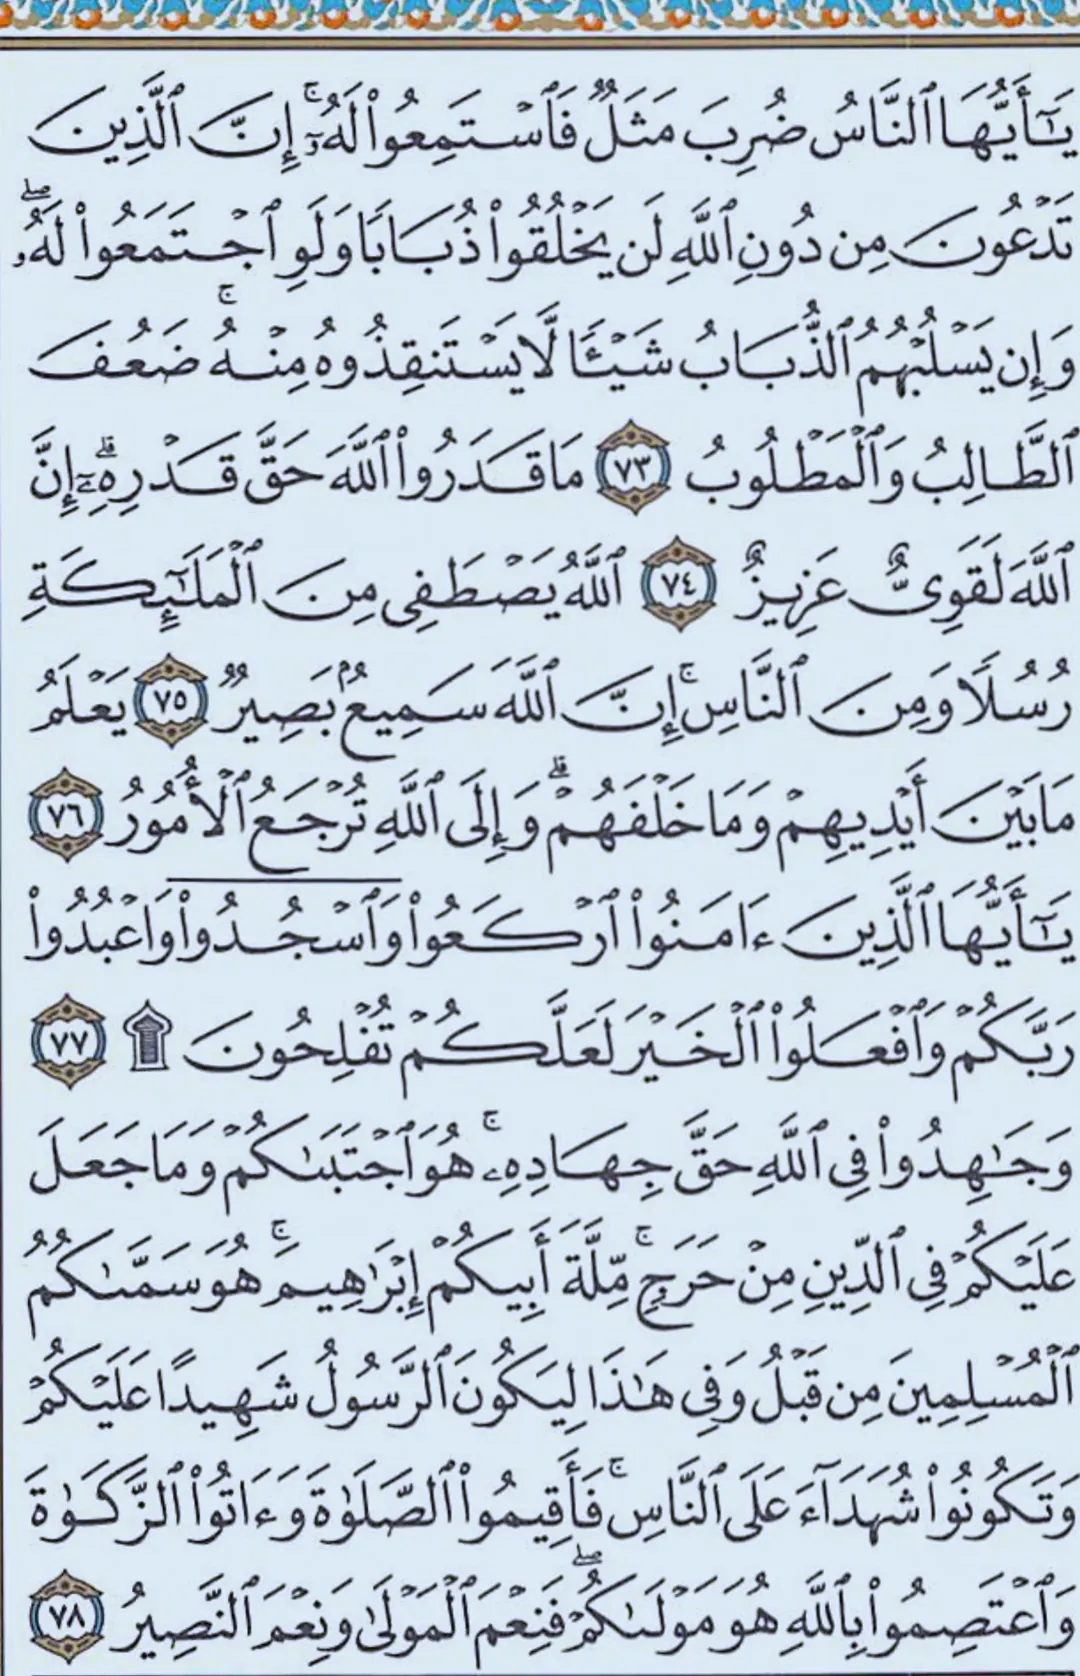 يَـٰٓأَيُّهَا ٱلنَّاسُ ضُرِبَ مَثَلٌ فَٱسْتَمِعُوا۟ لَهُۥٓ ۚ إِنَّ ٱلَّذِينَ
تَدْعُونَ مِن دُونِ ٱللَّهِ لَن يَخْلُقُوا۟ ذُبَابًا وَلَوِ ٱجْتَمَعُوا۟ لَهُۥ ۖ
وَإِن يَسْلُبْهُمُ ٱلذُّبَابُ شَيْـًٔا لَّا يَسْتَنقِذُوهُ مِنْهُ ۚ ضَعُفَ
ٱلطَّالِبُ وَٱلْمَطْلُوبُ ٧٣ مَا قَدَرُوا۟ ٱللَّهَ حَقَّ قَدْرِهِۦٓ ۗ إِنَّ
ٱللَّهَ لَقَوِىٌّ عَزِيزٌ ٧٤ ٱللَّهُ يَصْطَفِى مِنَ ٱلْمَلَـٰٓئِكَةِ
رُسُلًا وَمِنَ ٱلنَّاسِ ۚ إِنَّ ٱللَّهَ سَمِيعٌۢ بَصِيرٌ ٧٥ يَعْلَمُ
مَا بَيْنَ أَيْدِيهِمْ وَمَا خَلْفَهُمْ ۗ وَإِلَى ٱللَّهِ تُرْجَعُ ٱلْأُمُورُ ٧٦
يَـٰٓأَيُّهَا ٱلَّذِينَ ءَامَنُوا۟ ٱرْكَعُوا۟ وَٱسْجُدُوا۟ وَٱعْبُدُوا۟
رَبَّكُمْ وَٱفْعَلُوا۟ ٱلْخَيْرَ لَعَلَّكُمْ تُفْلِحُونَ ۩ ٧٧
وَجَـٰهِدُوا۟ فِى ٱللَّهِ حَقَّ جِهَادِهِۦ ۚ هُوَ ٱجْتَبَىٰكُمْ وَمَا جَعَلَ
عَلَيْكُمْ فِى ٱلدِّينِ مِنْ حَرَجٍ ۚ مِّلَّةَ أَبِيكُمْ إِبْرَٰهِيمَ ۚ هُوَ سَمَّىٰكُمُ
ٱلْمُسْلِمِينَ مِن قَبْلُ وَفِى هَـٰذَا لِيَكُونَ ٱلرَّسُولُ شَهِيدًا عَلَيْكُمْ
وَتَكُونُوا۟ شُهَدَآءَ عَلَى ٱلنَّاسِ ۚ فَأَقِيمُوا۟ ٱلصَّلَوٰةَ وَءَاتُوا۟ ٱلزَّكَوٰةَ
وَٱعْتَصِمُوا۟ بِٱللَّهِ هُوَ مَوْلَىٰكُمْ ۖ فَنِعْمَ ٱلْمَوْلَىٰ وَنِعْمَ ٱلنَّصِيرُ ٧٨